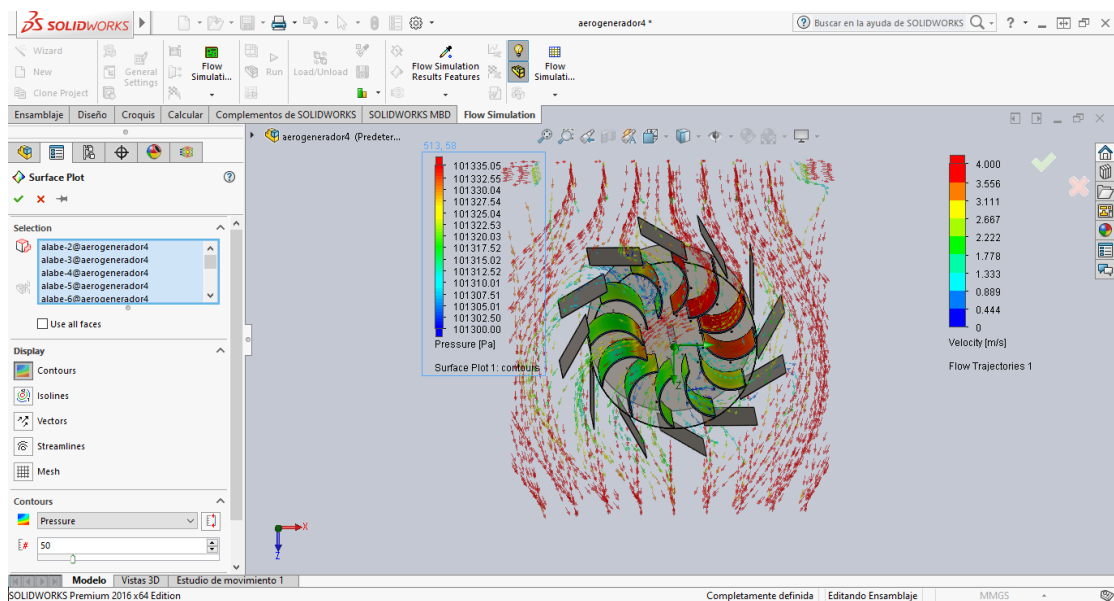 SOLIDWORKS
aerogenerador4 *
Buscar en la ayuda de SOLIDWORKS
?
Wizard
New
Clone Project
General Settings
Flow Simulati...
Run
Load/Unload
Flow Simulation Results Features
Flow Simulati...
Ensamblaje
Diseño
Croquis
Calcular
Complementos de SOLIDWORKS
SOLIDWORKS MBD
Flow Simulation
aerogenerador4 (Predeter...
Surface Plot
Selection
alabe-2@aerogenerador4
alabe-3@aerogenerador4
alabe-4@aerogenerador4
alabe-5@aerogenerador4
alabe-6@aerogenerador4
Use all faces
Display
Contours
Isolines
Vectors
Streamlines
Mesh
Contours
Pressure
50
513, 58
101335.05
101332.55
101330.04
101327.54
101325.04
101322.53
101320.03
101317.52
101315.02
101312.52
101310.01
101307.51
101305.01
101302.50
101300.00
Pressure [Pa]
Surface Plot 1: contours
4.000
3.556
3.111
2.667
2.222
1.778
1.333
0.889
0.444
0
Velocity [m/s]
Flow Trajectories 1
Z
X
Z
Modelo
Vistas 3D
Estudio de movimiento 1
SOLIDWORKS Premium 2016 x64 Edition
Completamente definida
Editando Ensamblaje
MMGS